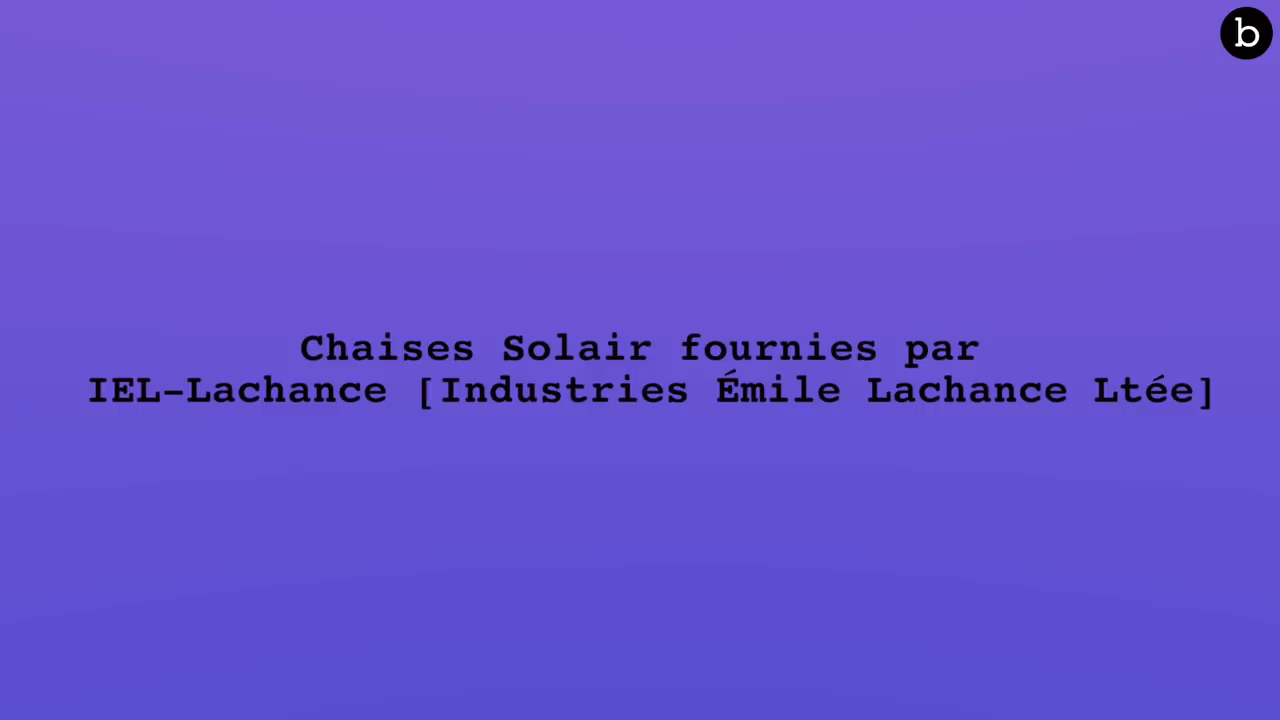 b
Chaises Solair fournies par
IEL-Lachance [Industries Émile Lachance Ltée]